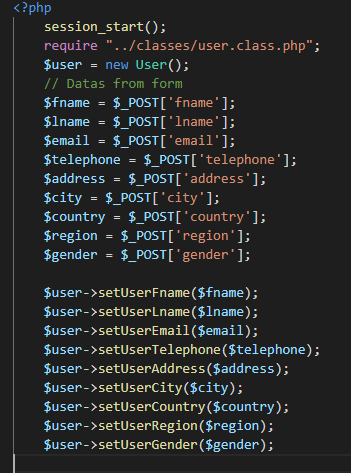 <?php
session_start();
require "../classes/user.class.php";
$user = new User();
// Datas from form
$fname = $_POST['fname'];
$lname = $_POST['lname'];
$email = $_POST['email'];
$telephone = $_POST['telephone'];
$address = $_POST['address'];
$city = $_POST['city'];
$country = $_POST['country'];
$region = $_POST['region'];
$gender = $_POST['gender'];
$user->setUserFname($fname);
$user->setUserLname($lname);
$user->setUserEmail($email);
$user->setUserTelephone($telephone);
$user->setUserAddress($address);
$user->setUserCity($city);
$user->setUserCountry($country);
$user->setUserRegion($region);
$user->setUserGender($gender);